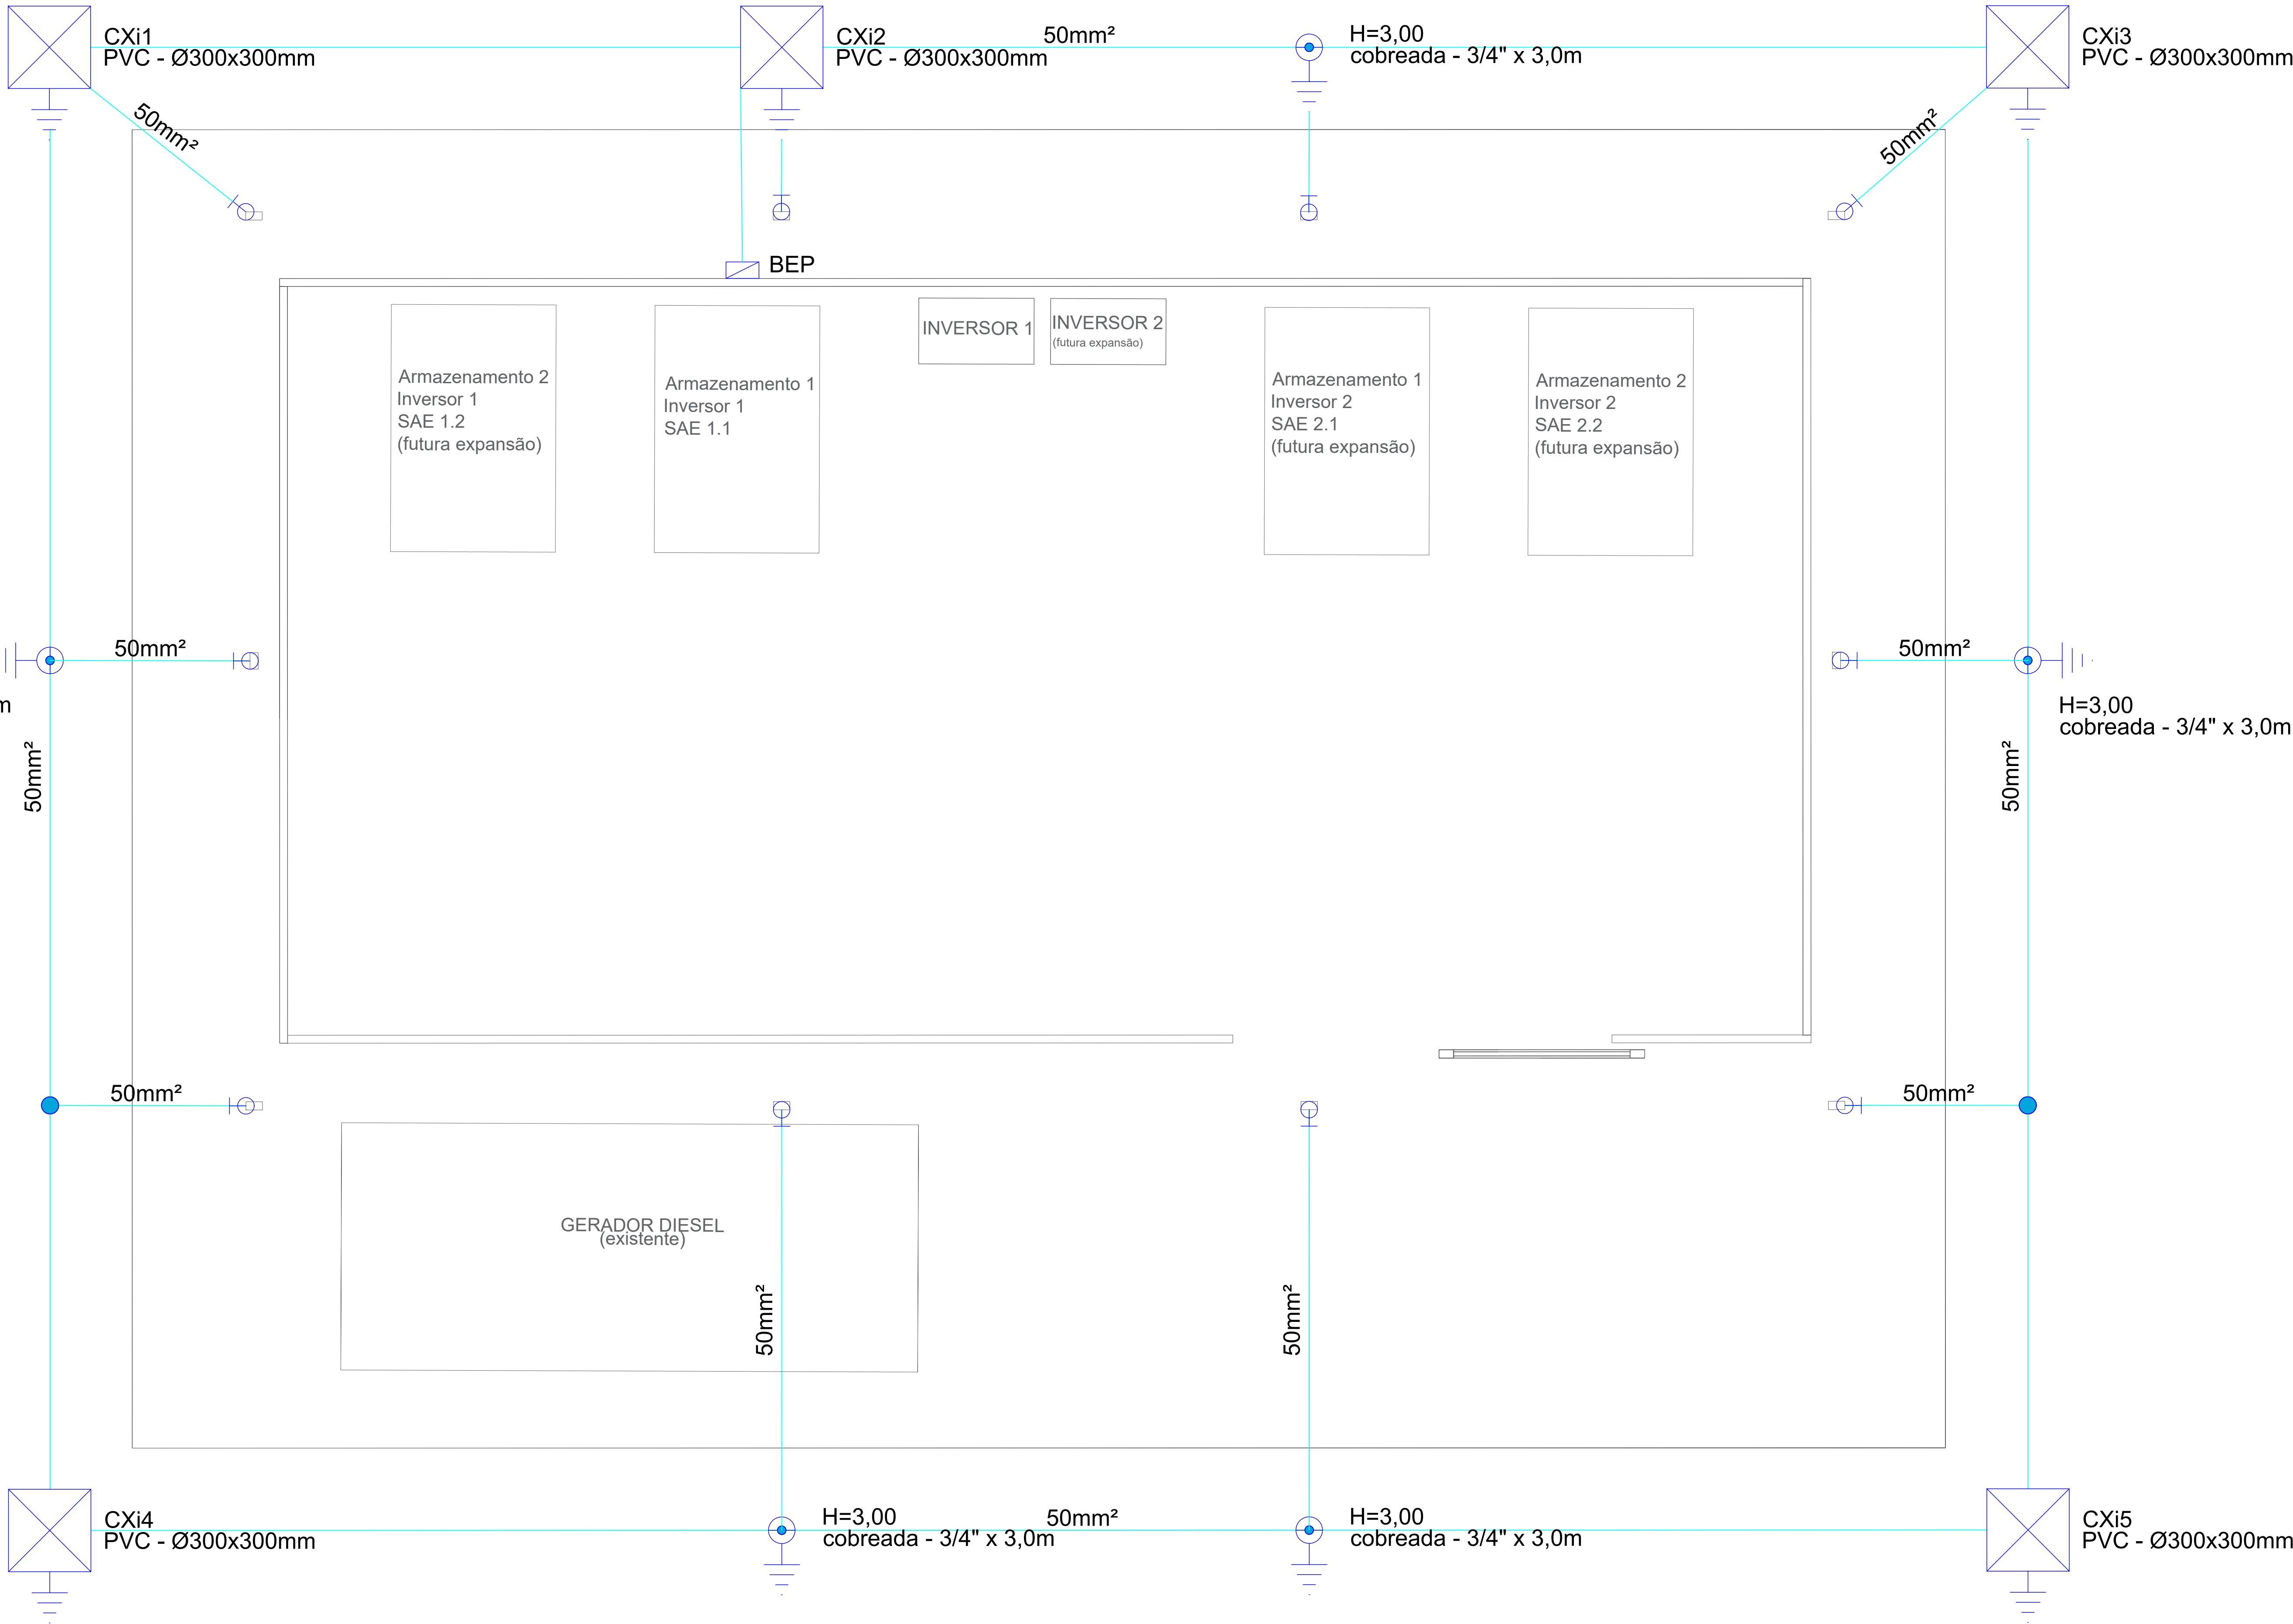 CXi1
PVC - Ø300x300mm
CXi2
PVC - Ø300x300mm
50mm²
H=3,00
cobreada - 3/4" x 3,0m
CXi3
PVC - Ø300x300mm
50mm²
50mm²
BEP
Armazenamento 2
Inversor 1
SAE 1.2
(futura expansão)
Armazenamento 1
Inversor 1
SAE 1.1
INVERSOR 1
INVERSOR 2
(futura expansão)
Armazenamento 1
Inversor 2
SAE 2.1
(futura expansão)
Armazenamento 2
Inversor 2
SAE 2.2
(futura expansão)
50mm²
50mm²
m
H=3,00
cobreada - 3/4" x 3,0m
50mm²
50mm²
50mm²
50mm²
GERADOR DIESEL
(existente)
50mm²
50mm²
CXi4
PVC - Ø300x300mm
H=3,00
cobreada - 3/4" x 3,0m
50mm²
H=3,00
cobreada - 3/4" x 3,0m
CXi5
PVC - Ø300x300mm